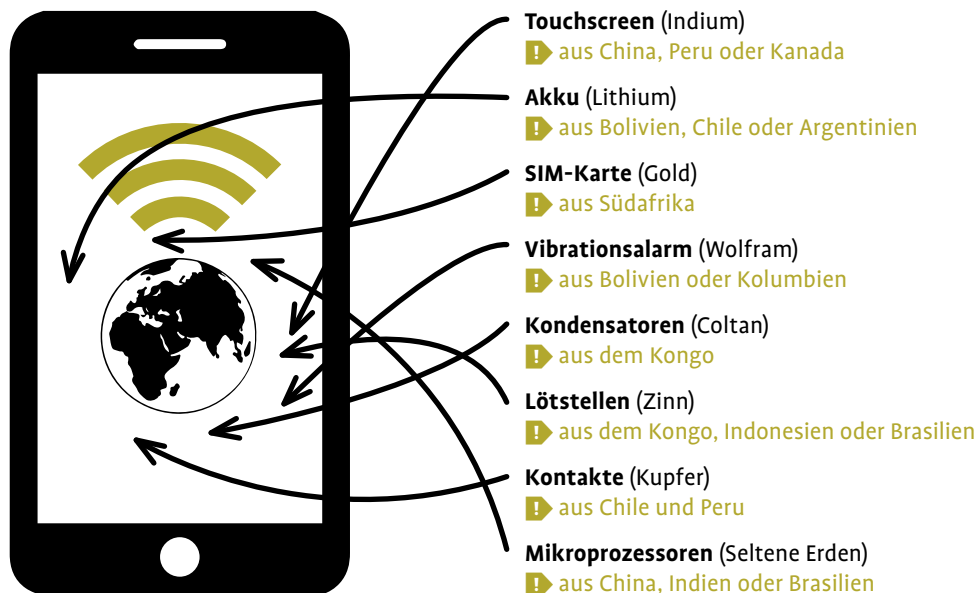 Touchscreen (Indium)
! aus China, Peru oder Kanada
Akku (Lithium)
! aus Bolivien, Chile oder Argentinien
SIM-Karte (Gold)
! aus Südafrika
Vibrationsalarm (Wolfram)
! aus Bolivien oder Kolumbien
Kondensatoren (Coltan)
! aus dem Kongo
Lötstellen (Zinn)
! aus dem Kongo, Indonesien oder Brasilien
Kontakte (Kupfer)
! aus Chile und Peru
Mikroprozessoren (Seltene Erden)
! aus China, Indien oder Brasilien